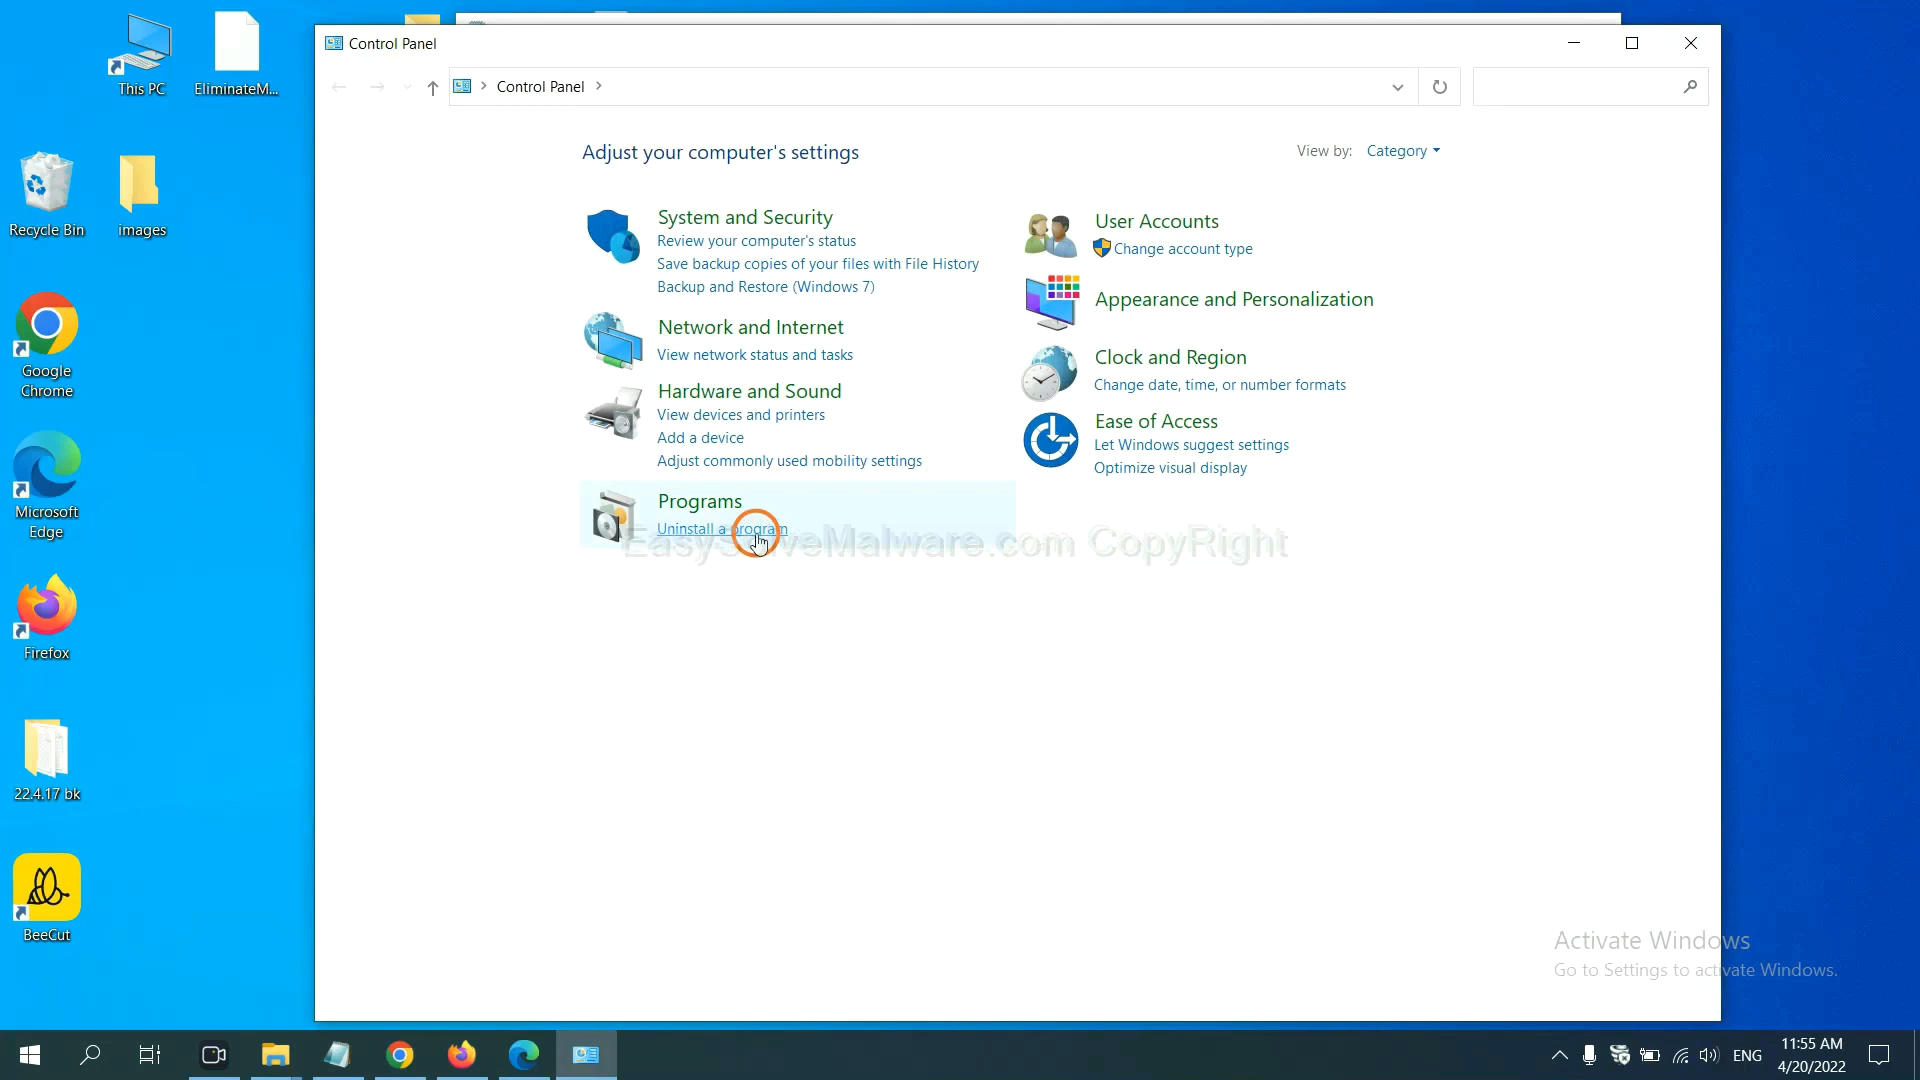 This PC
EliminateM...
Recycle Bin
images
Google
Chrome
Microsoft
Edge
Firefox
22.4.17 bk
BeeCut
Control Panel
Control Panel
Adjust your computer's settings
View by: Category
System and Security
Review your computer's status
Save backup copies of your files with File History
Backup and Restore (Windows 7)
Network and Internet
View network status and tasks
Hardware and Sound
View devices and printers
Add a device
Adjust commonly used mobility settings
Programs
Uninstall a program
User Accounts
Change account type
Appearance and Personalization
Clock and Region
Change date, time, or number formats
Ease of Access
Let Windows suggest settings
Optimize visual display
EasySolveMalware.com CopyRight
Activate Windows
Go to Settings to activate Windows.
ENG
11:55 AM
4/20/2022